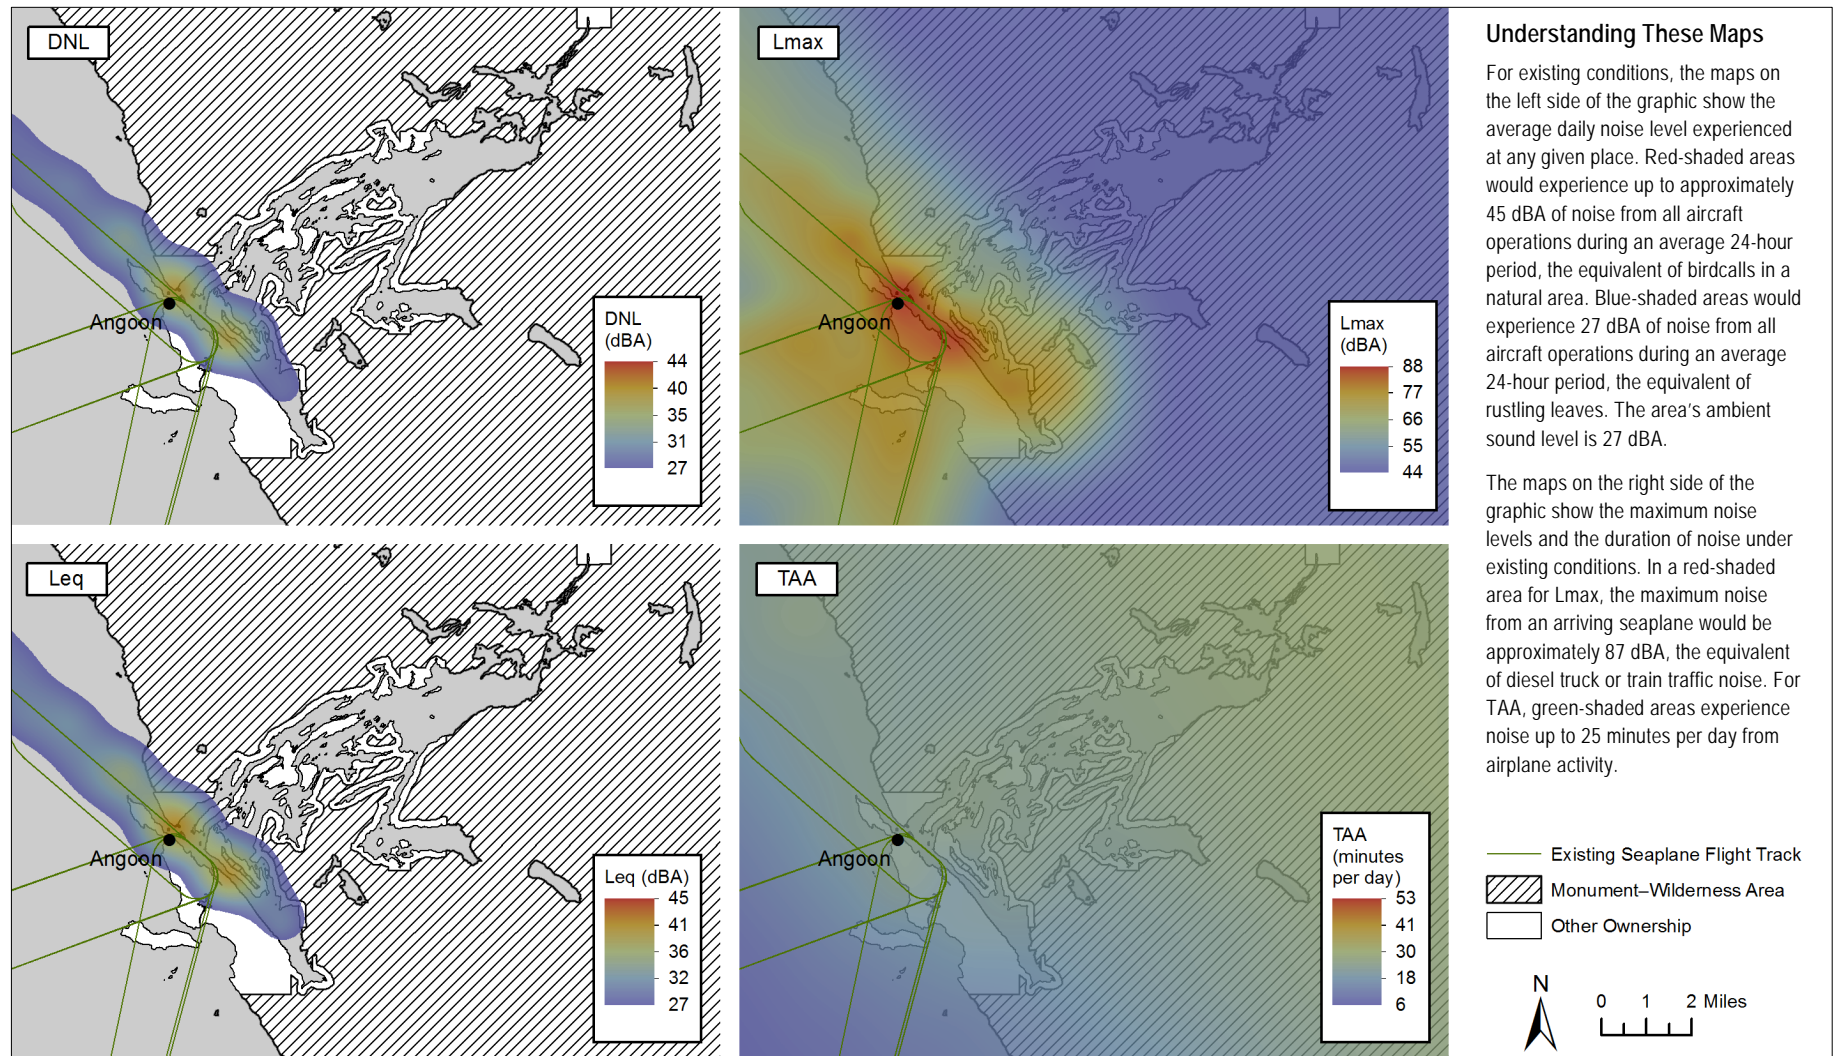 DNL
Angoon
DNL
(dBA)
44
40
35
31
27
Lmax
Angoon
Lmax
(dBA)
88
77
66
55
44
Leq
Angoon
Leq (dBA)
45
41
36
32
27
TAA
Angoon
TAA
(minutes
per day)
53
41
30
18
6
Understanding These Maps
For existing conditions, the maps on
the left side of the graphic show the
average daily noise level experienced
at any given place. Red-shaded areas
would experience up to approximately
45 dBA of noise from all aircraft
operations during an average 24-hour
period, the equivalent of birdcalls in a
natural area. Blue-shaded areas would
experience 27 dBA of noise from all
aircraft operations during an average
24-hour period, the equivalent of
rustling leaves. The area's ambient
sound level is 27 dBA.
The maps on the right side of the
graphic show the maximum noise
levels and the duration of noise under
existing conditions. In a red-shaded
area for Lmax, the maximum noise
from an arriving seaplane would be
approximately 87 dBA, the equivalent
of diesel truck or train traffic noise. For
TAA, green-shaded areas experience
noise up to 25 minutes per day from
airplane activity.
Existing Seaplane Flight Track
Monument–Wilderness Area
Other Ownership
N
0 1 2 Miles